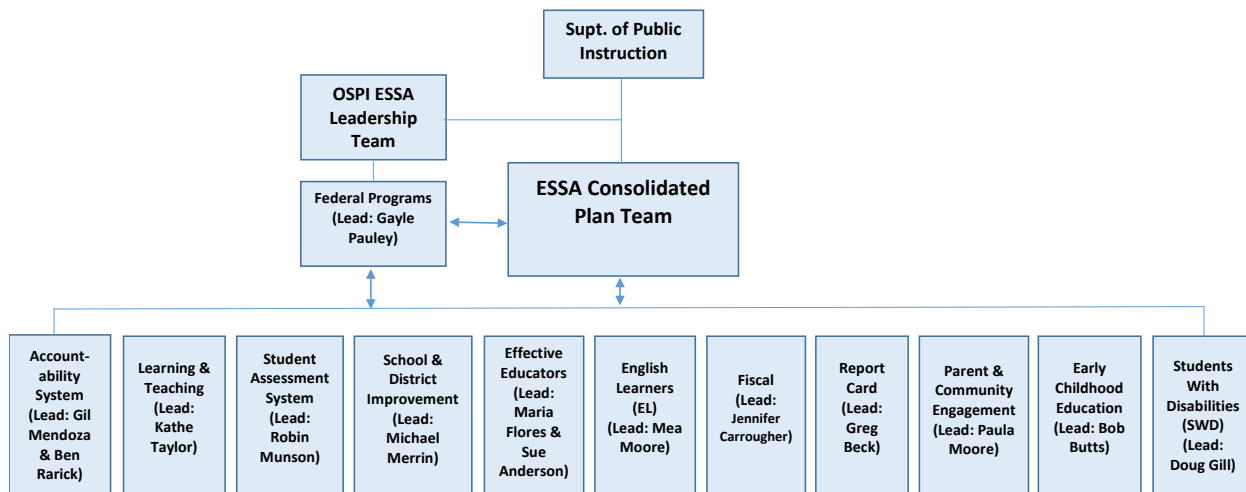 Supt. of Public
Instruction
OSPI ESSA
Leadership
Team
ESSA Consolidated
Plan Team
Federal Programs
(Lead: Gayle
Pauley)
Account-
ability
System
(Lead: Gil
Mendoza
& Ben
Rarick)
Learning &
Teaching
(Lead:
Kathe
Taylor)
Student
Assessment
System
(Lead:
Robin
Munson)
School &
District
Improvement
(Lead:
Michael
Merrin)
Effective
Educators
(Lead:
Maria
Flores &
Sue
Anderson)
English
Learners
(EL)
(Lead: Mea
Moore)
Fiscal
(Lead: Jennifer
Carrougher)
Report
Card
(Lead:
Greg
Beck)
Parent &
Community
Engagement
(Lead: Paula
Moore)
Early
Childhood
Education
(Lead: Bob
Butts)
Students
With
Disabilities
(SWD)
(Lead:
Doug Gill)